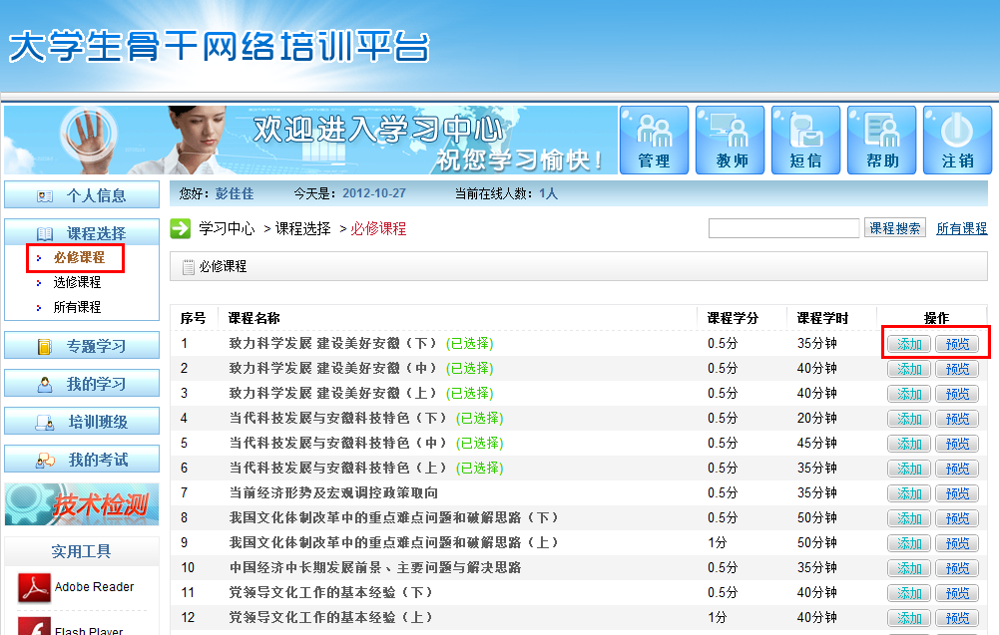 大学生骨干网络培训平台
欢迎进入学习中心
祝您学习愉快！
管理 教师 短信 帮助 注销
个人信息
您好：彭佳佳 今天是：2012-10-27 当前在线人数：1人
课程选择
必修课程
选修课程
所有课程
专题学习
我的学习
培训班级
我的考试
技术检测
实用工具
Adobe Reader
Flash Player
学习中心 > 课程选择 > 必修课程 课程搜索 所有课程
必修课程
序号 课程名称 课程学分 课程学时 操作
1 致力科学发展 建设美好安徽（下） (已选择) 0.5分 35分钟 添加 预览
2 致力科学发展 建设美好安徽（中） (已选择) 0.5分 40分钟 添加 预览
3 致力科学发展 建设美好安徽（上） (已选择) 0.5分 40分钟 添加 预览
4 当代科技发展与安徽科技特色（下） (已选择) 0.5分 20分钟 添加 预览
5 当代科技发展与安徽科技特色（中） (已选择) 0.5分 45分钟 添加 预览
6 当代科技发展与安徽科技特色（上） (已选择) 0.5分 35分钟 添加 预览
7 当前经济形势及宏观调控政策取向 0.5分 35分钟 添加 预览
8 我国文化体制改革中的重点难点问题和破解思路（下） 0.5分 50分钟 添加 预览
9 我国文化体制改革中的重点难点问题和破解思路（上） 1分 50分钟 添加 预览
10 中国经济中长期发展前景、主要问题与解决思路 0.5分 35分钟 添加 预览
11 党领导文化工作的基本经验（下） 0.5分 40分钟 添加 预览
12 党领导文化工作的基本经验（上） 1分 40分钟 添加 预览